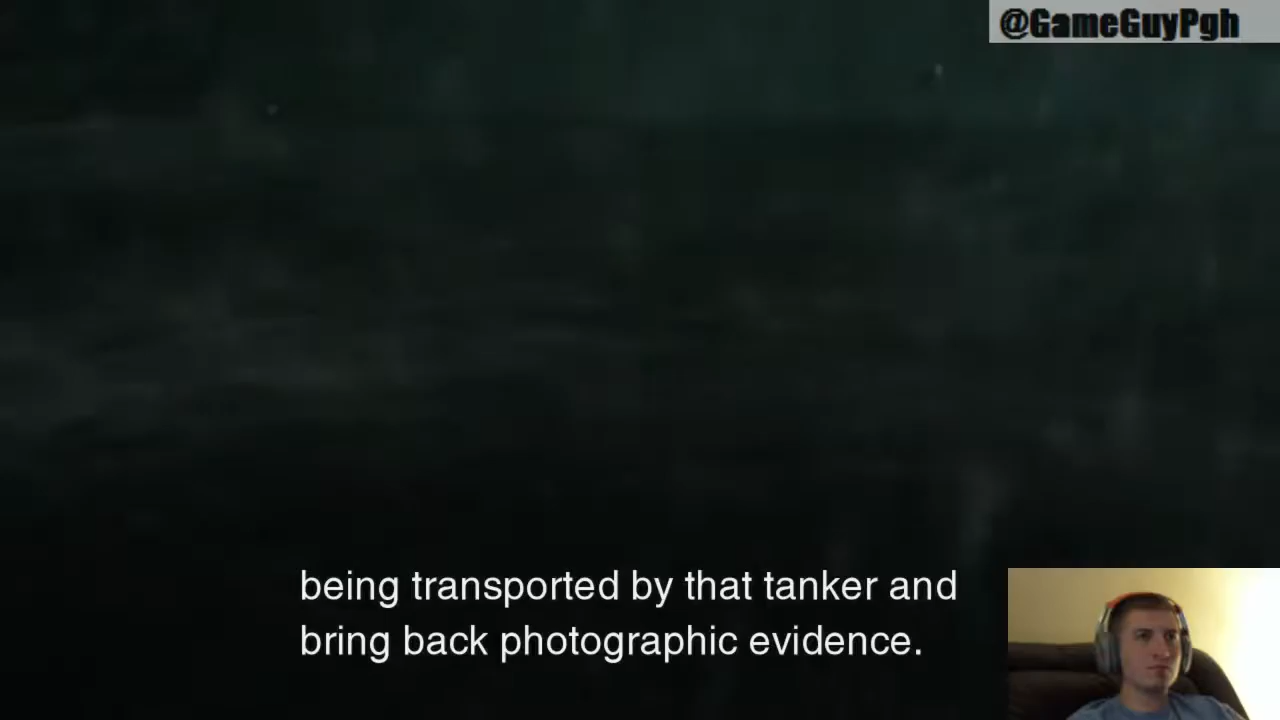 @GameGuyPgh
being transported by that tanker and
bring back photographic evidence.